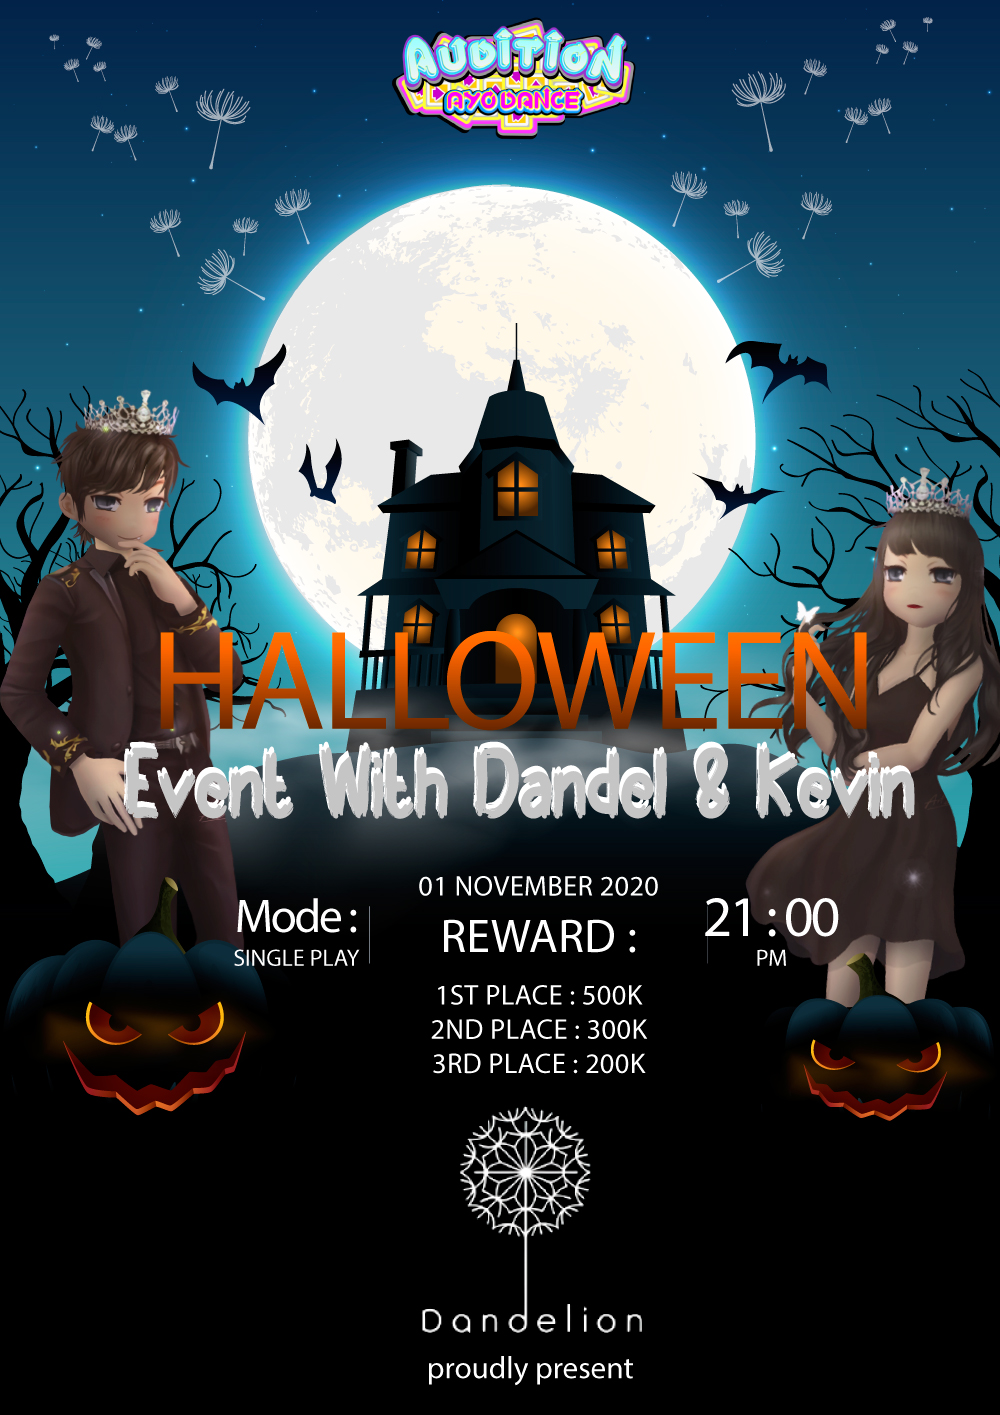 AUDITION
AYODANCE
HALLOWEEN
Event With Dandel & Kevin
01 NOVEMBER 2020
Mode :
SINGLE PLAY
REWARD :
21 : 00
PM
1ST PLACE : 500K
2ND PLACE : 300K
3RD PLACE : 200K
Dandelion
proudly present